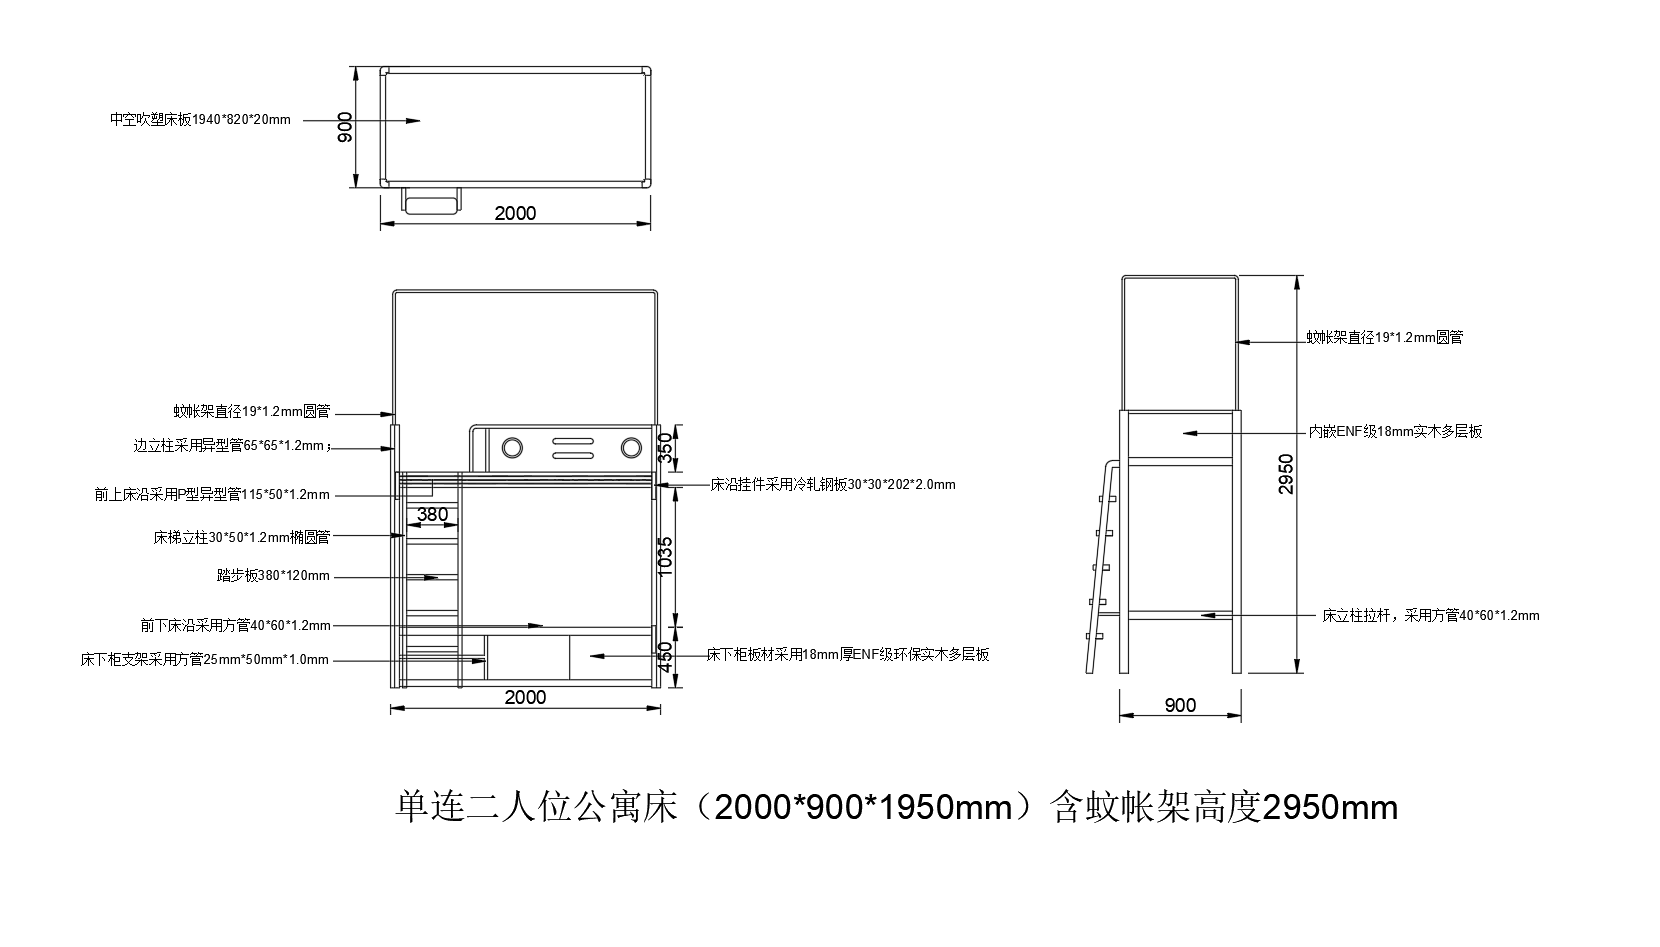 中空吹塑床板1940*820*20mm
900
2000
蚊帐架直径19*1.2mm圆管
边立柱采用异型管65*65*1.2mm；
前上床沿采用P型异型管115*50*1.2mm
床梯立柱30*50*1.2mm椭圆管
踏步板380*120mm
前下床沿采用方管40*60*1.2mm
床下柜支架采用方管25mm*50mm*1.0mm
380
350
1035
450
2000
床沿挂件采用冷轧钢板30*30*202*2.0mm
床下柜板材采用18mm厚ENF级环保实木多层板
蚊帐架直径19*1.2mm圆管
内嵌ENF级18mm实木多层板
2950
床立柱拉杆，采用方管40*60*1.2mm
900
单连二人位公寓床（2000*900*1950mm）含蚊帐架高度2950mm